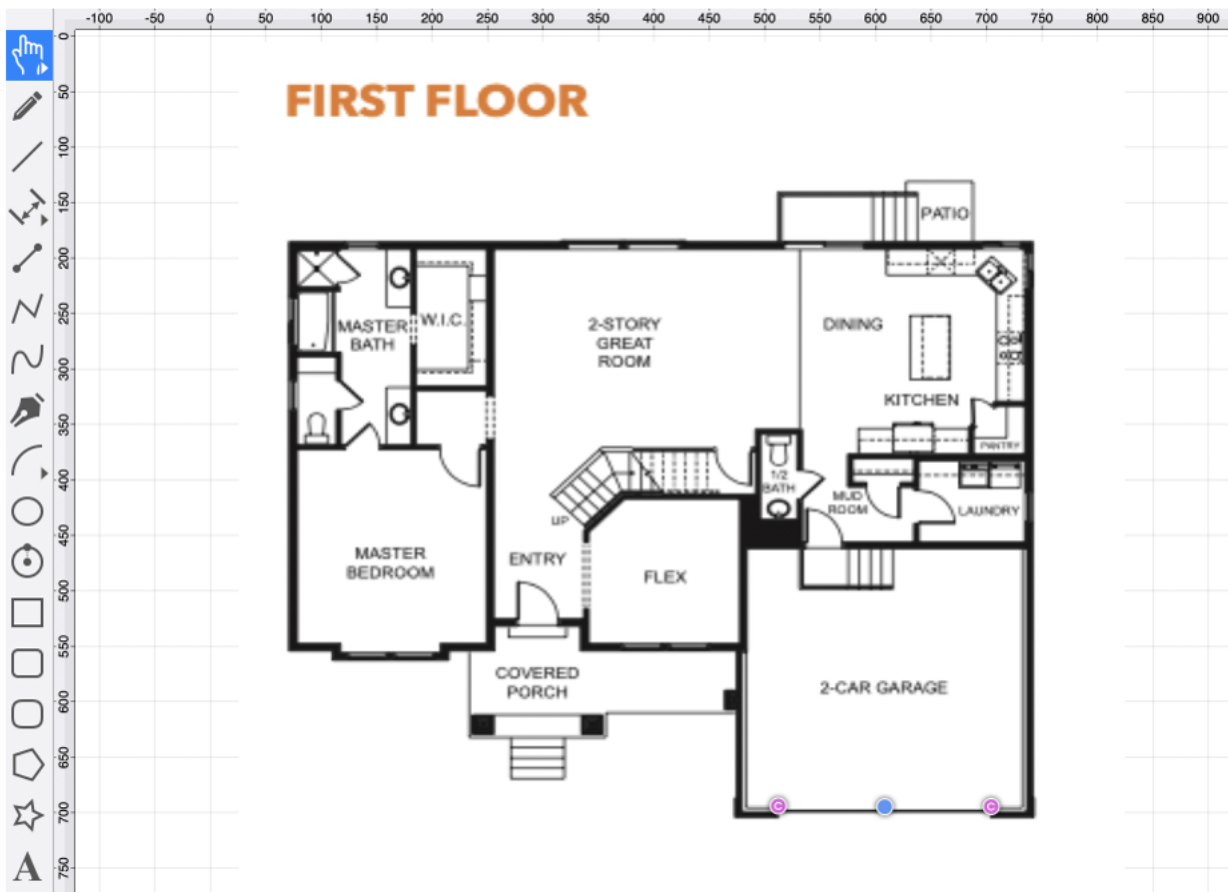 -100 -50 0 50 100 150 200 250 300 350 400 450 500 550 600 650 700 750 800 850 900
0
50
100
150
200
250
300
350
400
450
500
550
600
650
700
750
A
FIRST FLOOR
PATIO
MASTER
BATH
W.I.C.
2-STORY
GREAT
ROOM
DINING
KITCHEN
PANTRY
1/2
BATH
MUD
ROOM
LAUNDRY
UP
ENTRY
MASTER
BEDROOM
FLEX
COVERED
PORCH
2-CAR GARAGE
C
C